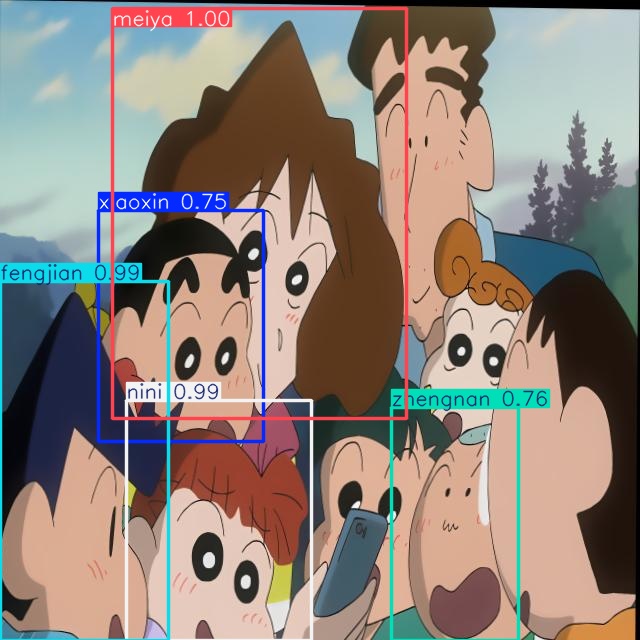 meiya 1.00
xiaoxin 0.75
fengjian 0.99
nini 0.99
zhengnan 0.76